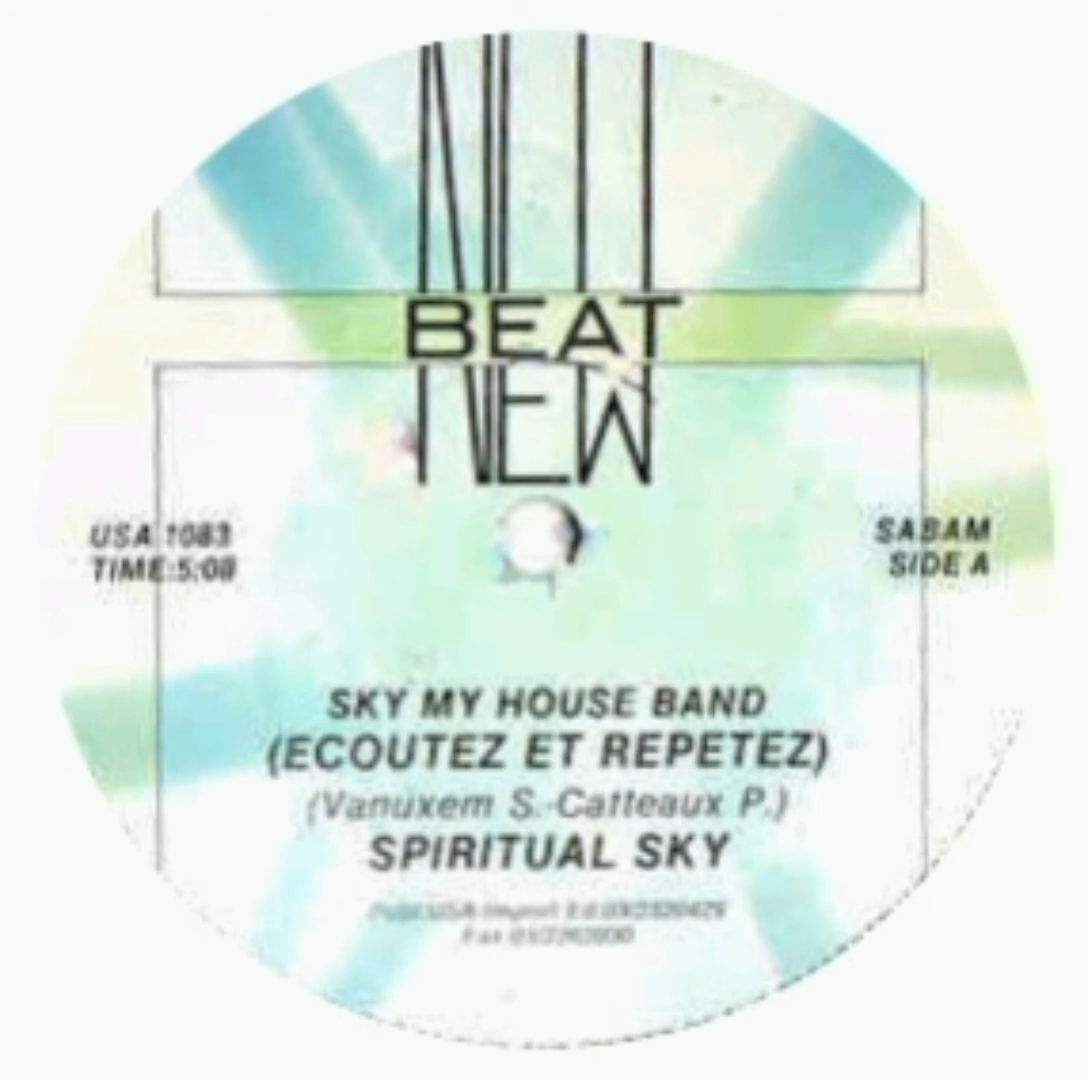 BEAT
NEW
USA 1083
TIME:5:08
SABAM
SIDE A
SKY MY HOUSE BAND
(ECOUTEZ ET REPETEZ)
(Vanuxem S.-Catteaux P.)
SPIRITUAL SKY